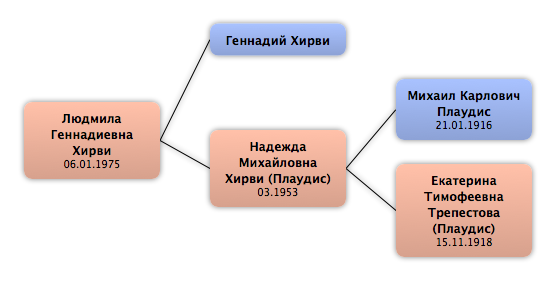 Геннадий Хирви
Людмила
Геннадиевна
Хирви
06.01.1975
Надежда
Михайловна
Хирви (Плаудис)
03.1953
Михаил Карлович
Плаудис
21.01.1916
Екатерина
Тимофеевна
Трепестова
(Плаудис)
15.11.1918